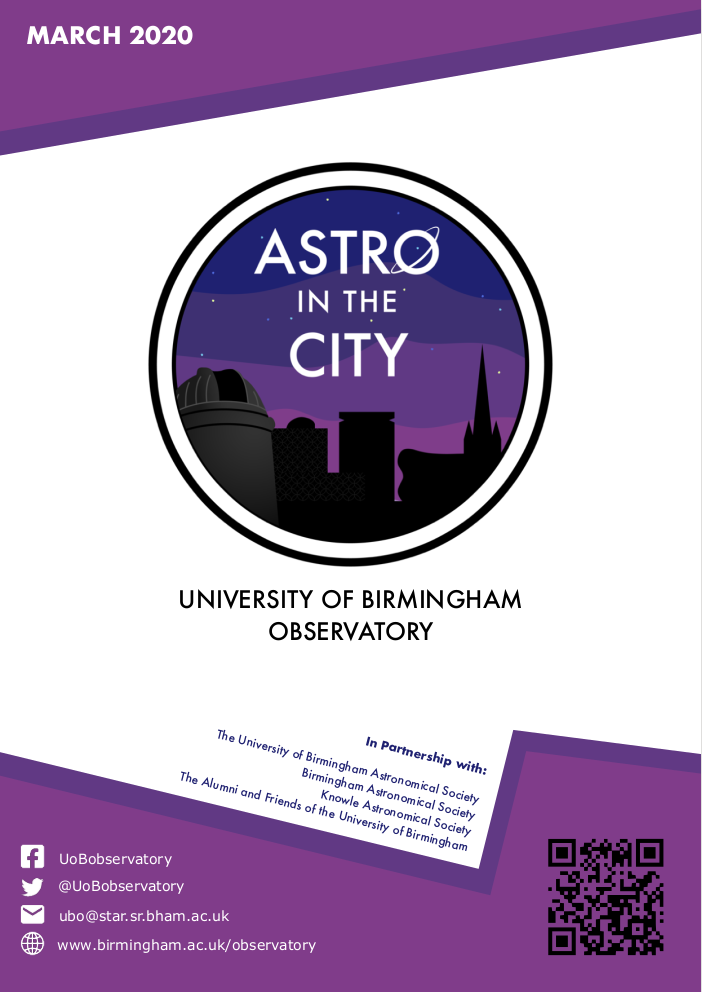 MARCH 2020
ASTRO
IN THE
CITY
UNIVERSITY OF BIRMINGHAM
OBSERVATORY
In Partnership with:
The University of Birmingham Astronomical Society
Birmingham Astronomical Society
Knowle Astronomical Society
The Alumni and Friends of the University of Birmingham
UoBobservatory
@UoBobservatory
ubo@star.sr.bham.ac.uk
www.birmingham.ac.uk/observatory